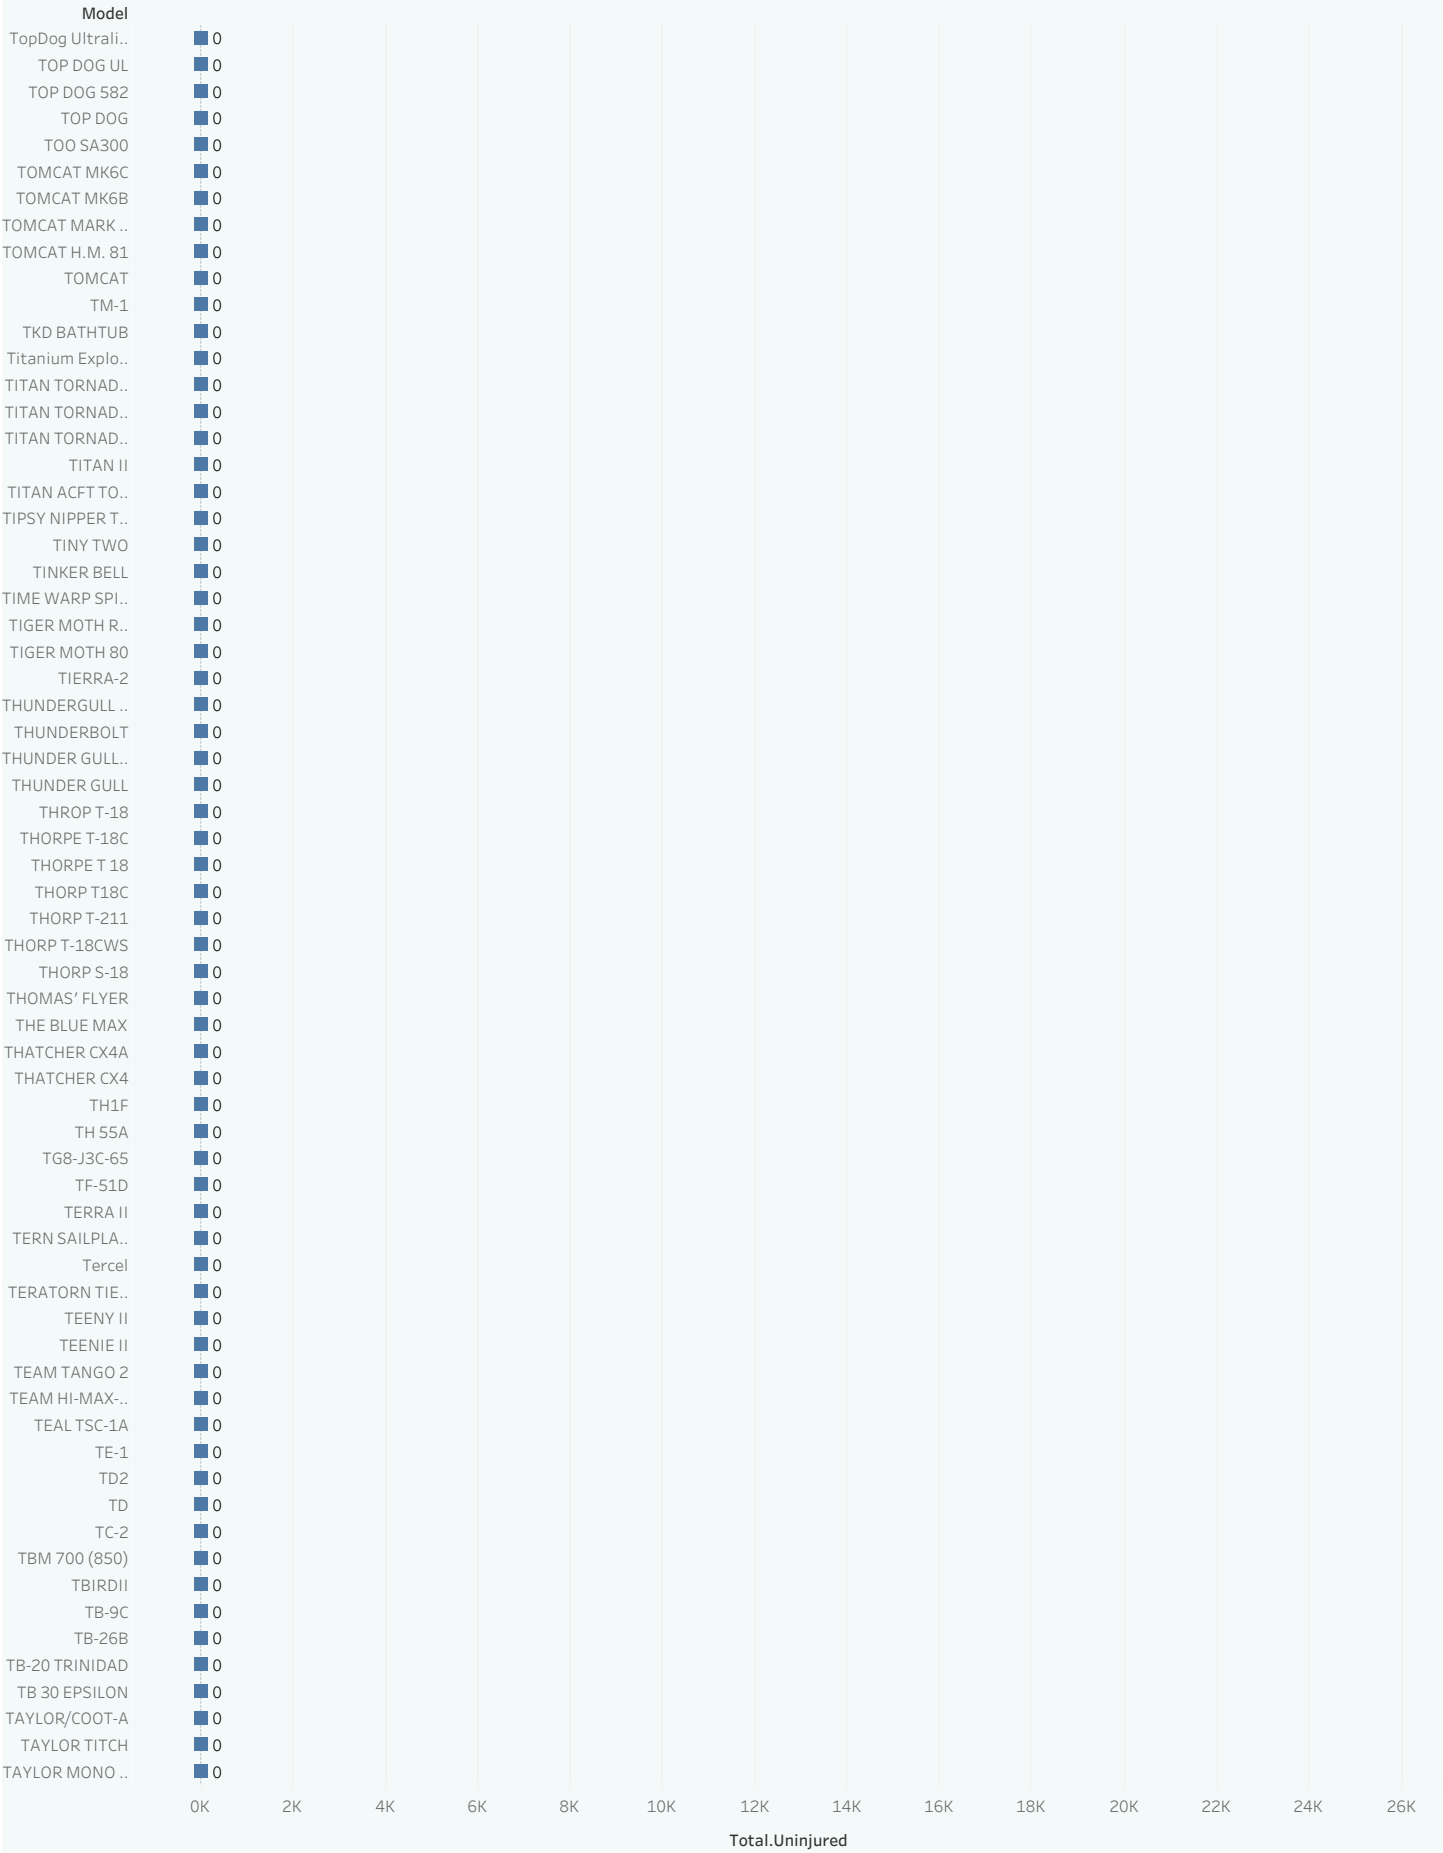 Model
TopDog Ultrali.. 0
TOP DOG UL 0
TOP DOG 582 0
TOP DOG 0
TOO SA300 0
TOMCAT MK6C 0
TOMCAT MK6B 0
TOMCAT MARK .. 0
TOMCAT H.M. 81 0
TOMCAT 0
TM-1 0
TKD BATHTUB 0
Titanium Explo.. 0
TITAN TORNAD.. 0
TITAN TORNAD.. 0
TITAN TORNAD.. 0
TITAN II 0
TITAN ACFT TO.. 0
TIPSY NIPPER T.. 0
TINY TWO 0
TINKER BELL 0
TIME WARP SPI.. 0
TIGER MOTH R.. 0
TIGER MOTH 80 0
TIERRA-2 0
THUNDERGULL .. 0
THUNDERBOLT 0
THUNDER GULL.. 0
THUNDER GULL 0
THROP T-18 0
THORPE T-18C 0
THORPE T 18 0
THORP T18C 0
THORP T-211 0
THORP T-18CWS 0
THORP S-18 0
THOMAS' FLYER 0
THE BLUE MAX 0
THATCHER CX4A 0
THATCHER CX4 0
TH1F 0
TH 55A 0
TG8-J3C-65 0
TF-51D 0
TERRA II 0
TERN SAILPLA.. 0
Tercel 0
TERATORN TIE.. 0
TEENY II 0
TEENIE II 0
TEAM TANGO 2 0
TEAM HI-MAX-.. 0
TEAL TSC-1A 0
TE-1 0
TD2 0
TD 0
TC-2 0
TBM 700 (850) 0
TBIRDII 0
TB-9C 0
TB-26B 0
TB-20 TRINIDAD 0
TB 30 EPSILON 0
TAYLOR/COOT-A 0
TAYLOR TITCH 0
TAYLOR MONO .. 0
0K 2K 4K 6K 8K 10K 12K 14K 16K 18K 20K 22K 24K 26K
Total.Uninjured